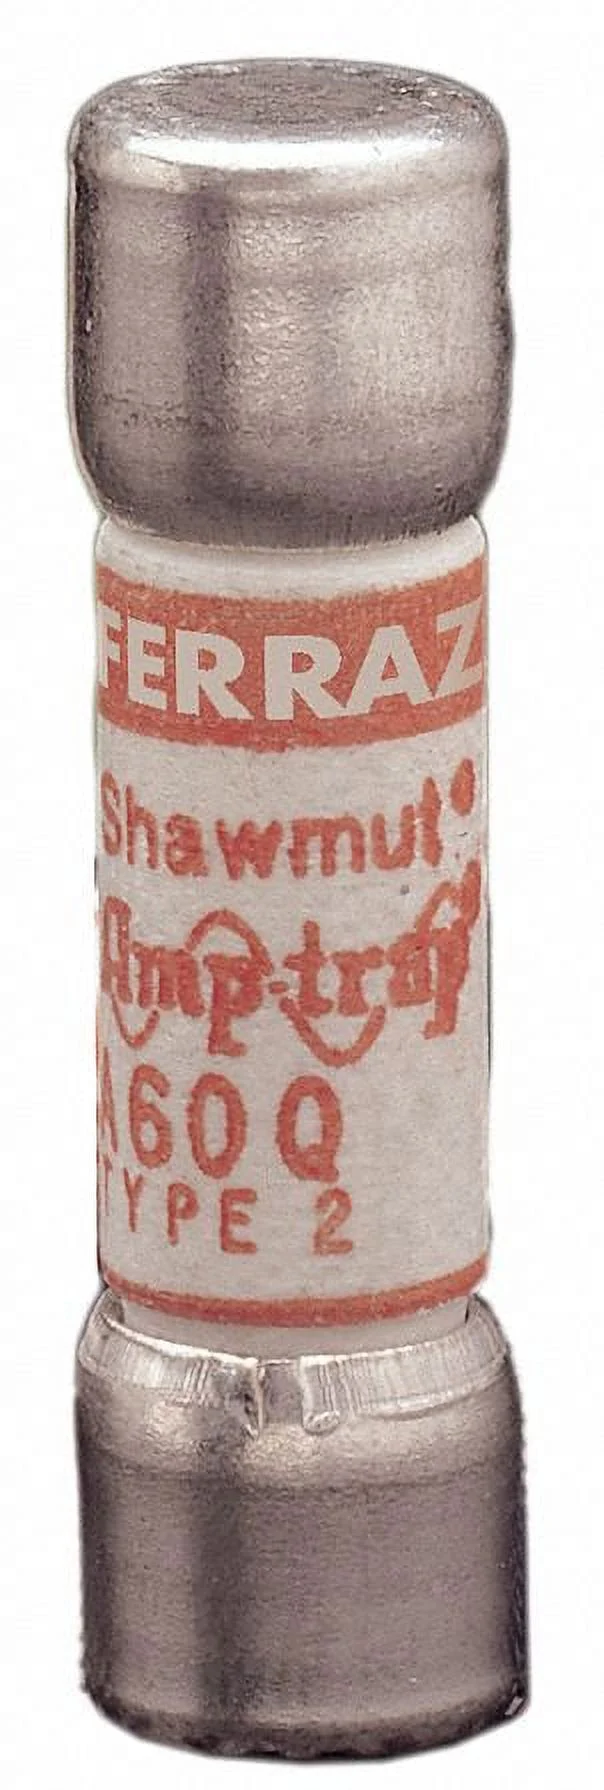 FERRAZ
Shawmut®
Amp-trap®
A60Q
TYPE 2